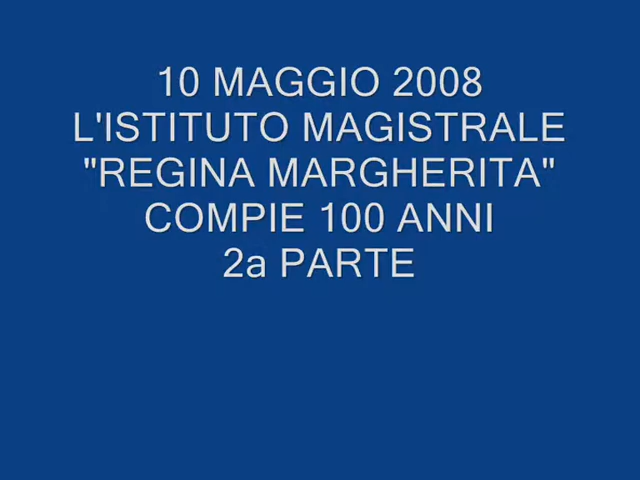 10 MAGGIO 2008
L'ISTITUTO MAGISTRALE
"REGINA MARGHERITA"
COMPIE 100 ANNI
2a PARTE